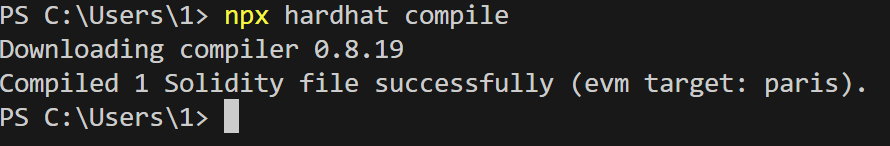 PS C:\Users\1> npx hardhat compile
Downloading compiler 0.8.19
Compiled 1 Solidity file successfully (evm target: paris).
PS C:\Users\1>